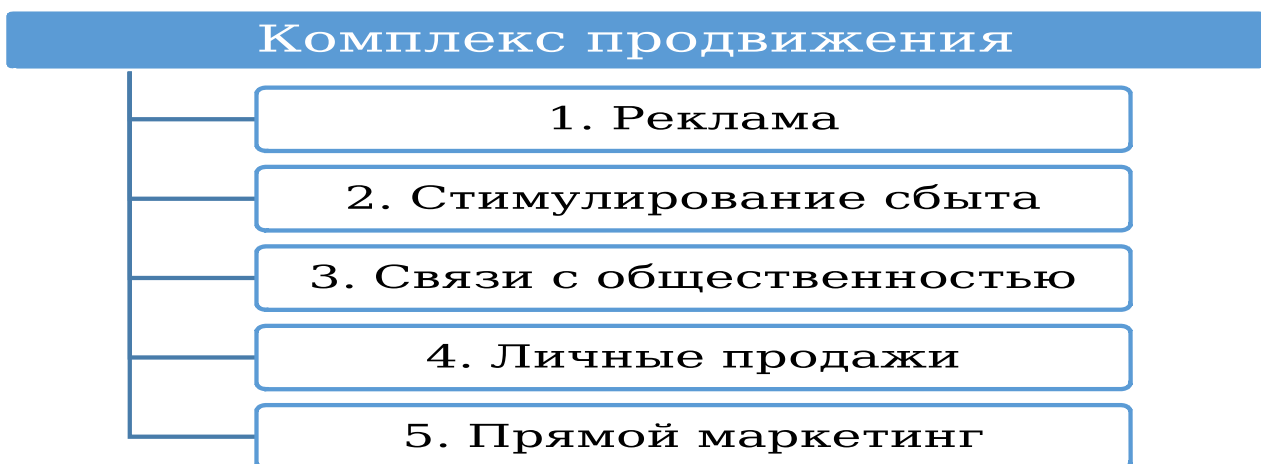 Комплекс продвижения
1. Реклама
2. Стимулирование сбыта
3. Связи с общественностью
4. Личные продажи
5. Прямой маркетинг